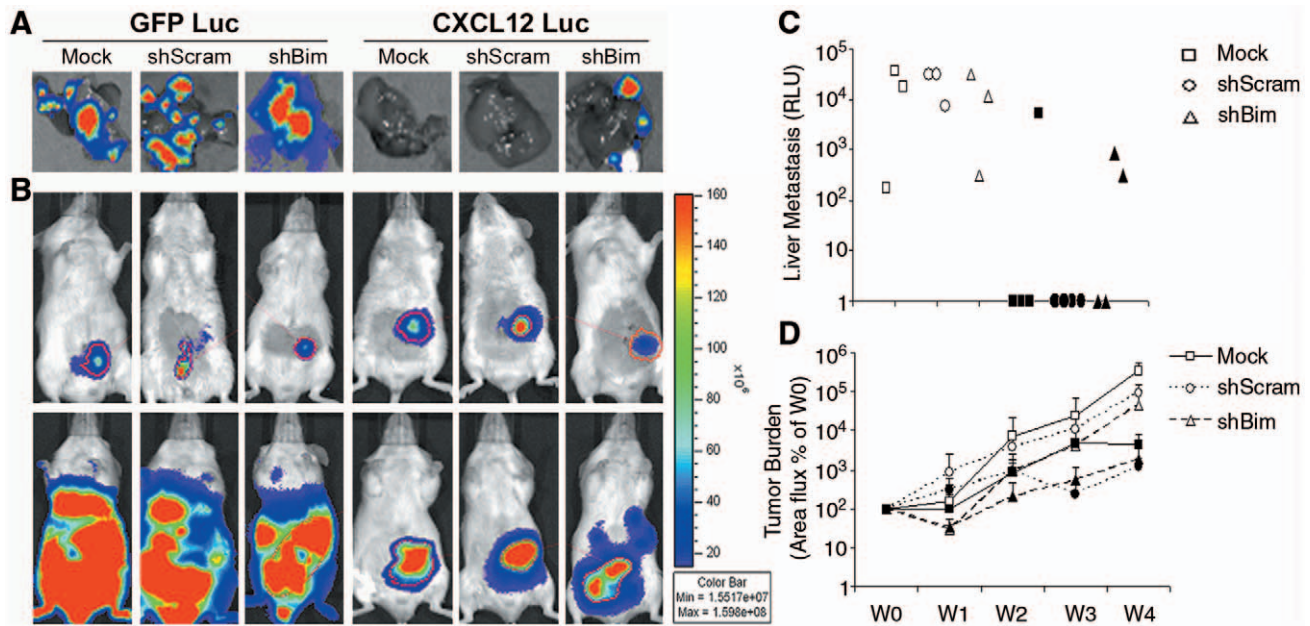 A
GFP Luc
CXCL12 Luc
Mock
shScram
shBim
Mock
shScram
shBim
B
160
140
120
100
80
60
40
20
x10⁶
Color Bar
Min = 1.5517e+07
Max = 1.598e+08
C
Liver Metastasis (RLU)
10⁵
10⁴
10³
10²
10¹
1
Mock
shScram
shBim
D
Tumor Burden
(Area flux % of W0)
10⁶
10⁵
10⁴
10³
10²
10
1
W0
W1
W2
W3
W4
Mock
shScram
shBim